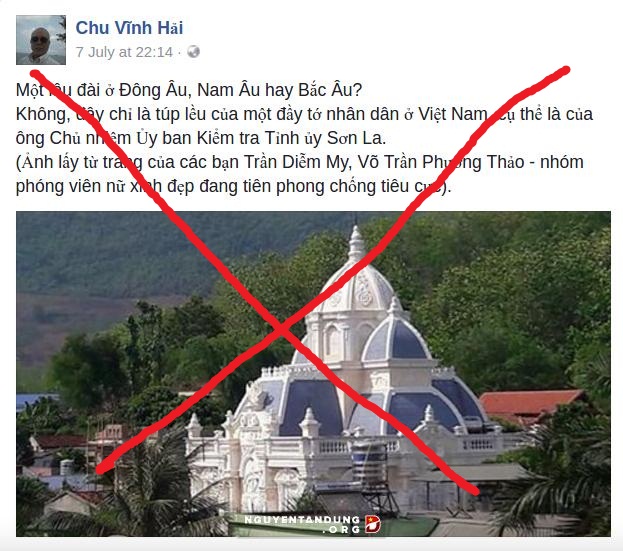 Chu Vĩnh Hải
7 July at 22:14 ·
Một lâu đài ở Đông Âu, Nam Âu hay Bắc Âu?
Không, đây chỉ là túp lều của một đầy tớ nhân dân ở Việt Nam, cụ thể là của
ông Chủ nhiệm Ủy ban Kiểm tra Tỉnh ủy Sơn La.
(Ảnh lấy từ trang của các bạn Trần Diễm My, Võ Trần Phương Thảo - nhóm
phóng viên nữ xinh đẹp đang tiên phong chống tiêu cực).
NGUYENTANDUNG
.ORG